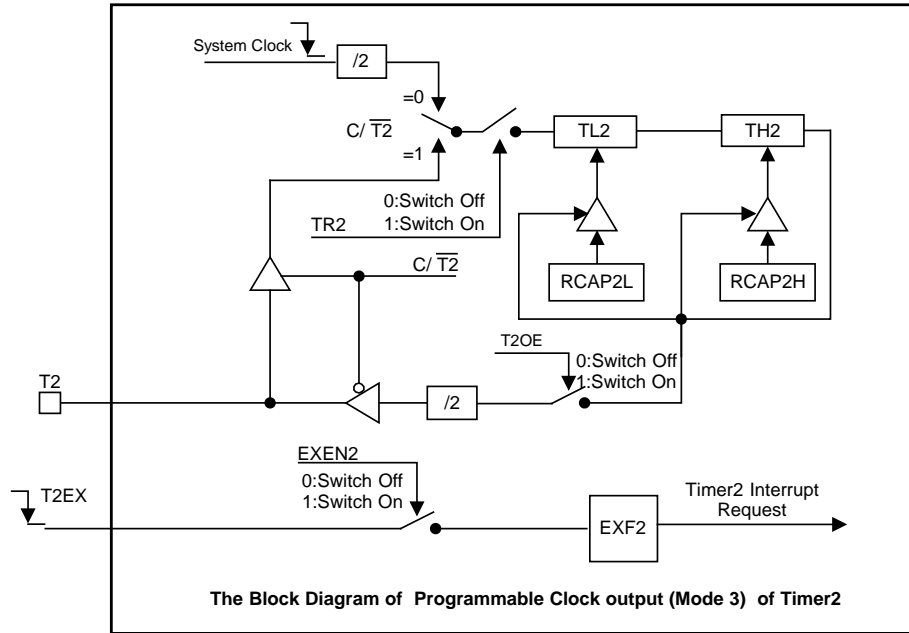 System Clock
/2
=0
C/ T2
=1
TL2
TH2
0:Switch Off
1:Switch On
TR2
C/ T2
RCAP2L
RCAP2H
T2OE
0:Switch Off
1:Switch On
T2
/2
EXEN2
0:Switch Off
1:Switch On
T2EX
EXF2
Timer2 Interrupt
Request
The Block Diagram of Programmable Clock output (Mode 3) of Timer2